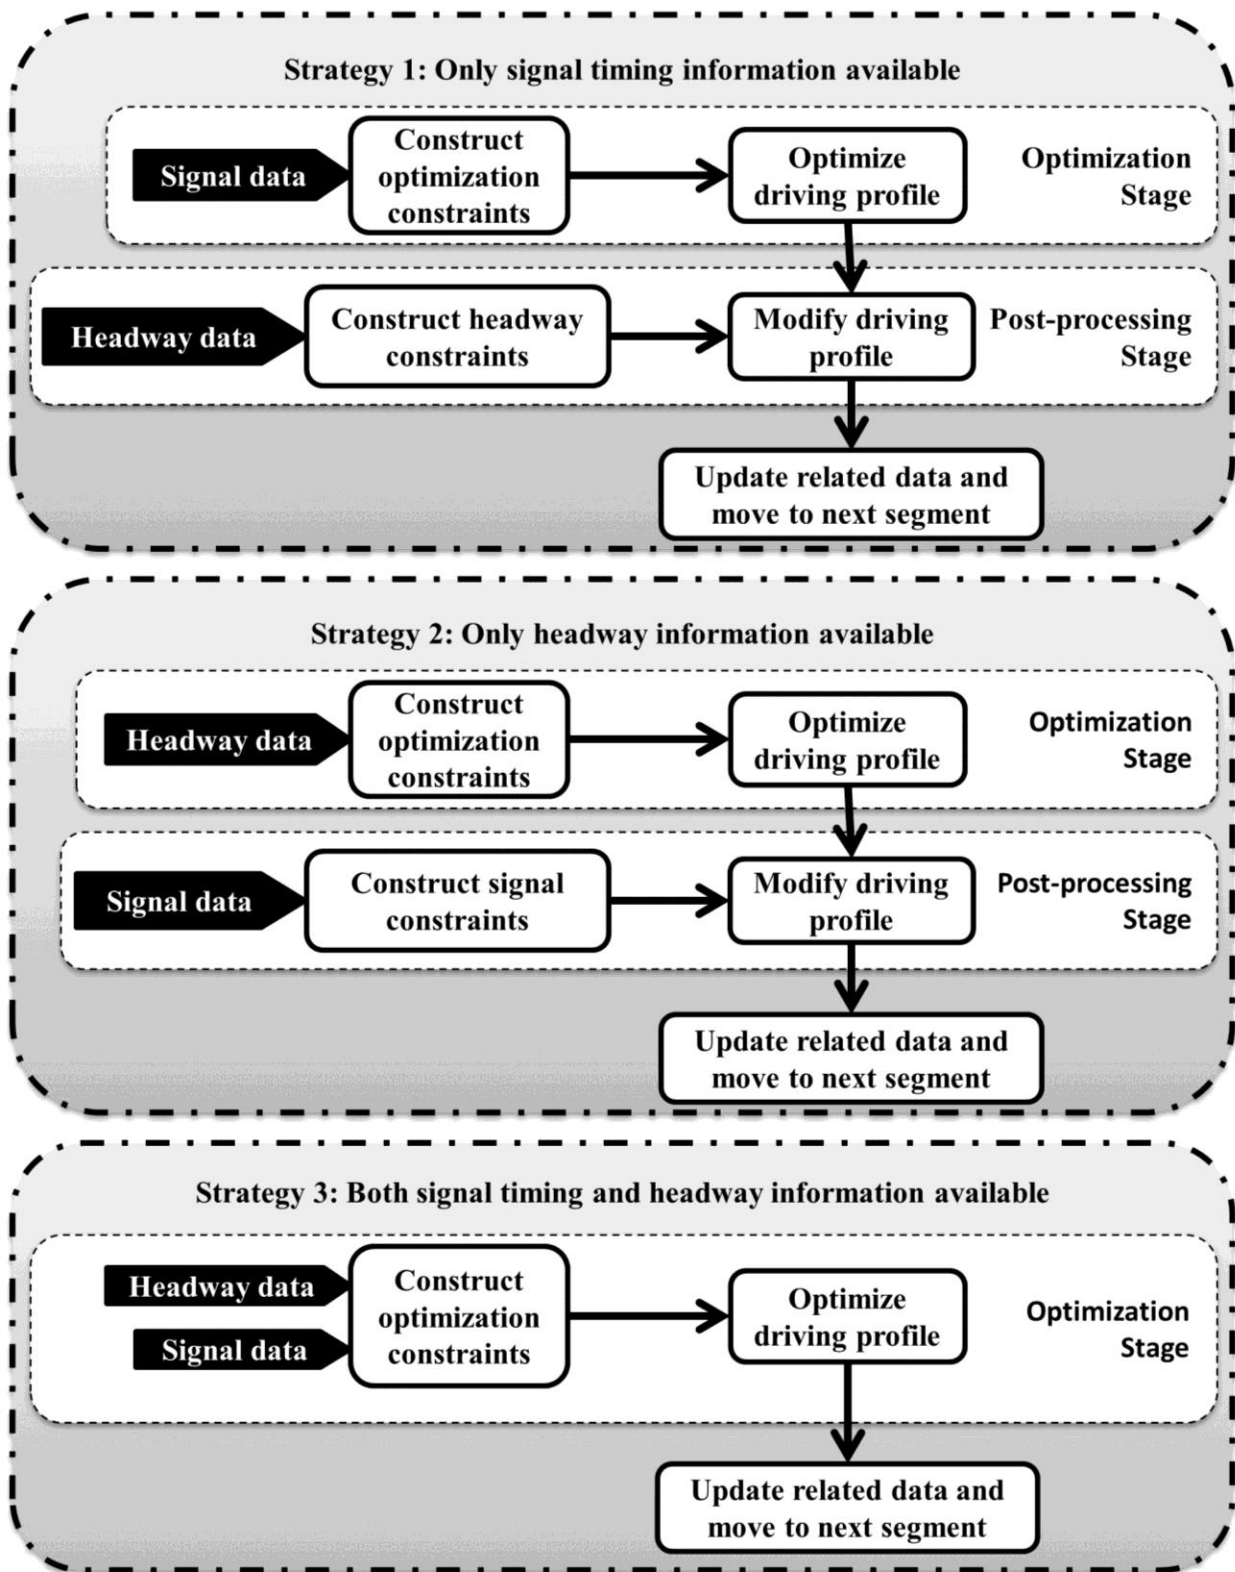 Strategy 1: Only signal timing information available
Signal data
Construct
optimization
constraints
Optimize
driving profile
Optimization
Stage
Headway data
Construct headway
constraints
Modify driving
profile
Post-processing
Stage
Update related data and
move to next segment
Strategy 2: Only headway information available
Headway data
Construct
optimization
constraints
Optimize
driving profile
Optimization
Stage
Signal data
Construct signal
constraints
Modify driving
profile
Post-processing
Stage
Update related data and
move to next segment
Strategy 3: Both signal timing and headway information available
Headway data
Signal data
Construct
optimization
constraints
Optimize
driving profile
Optimization
Stage
Update related data and
move to next segment